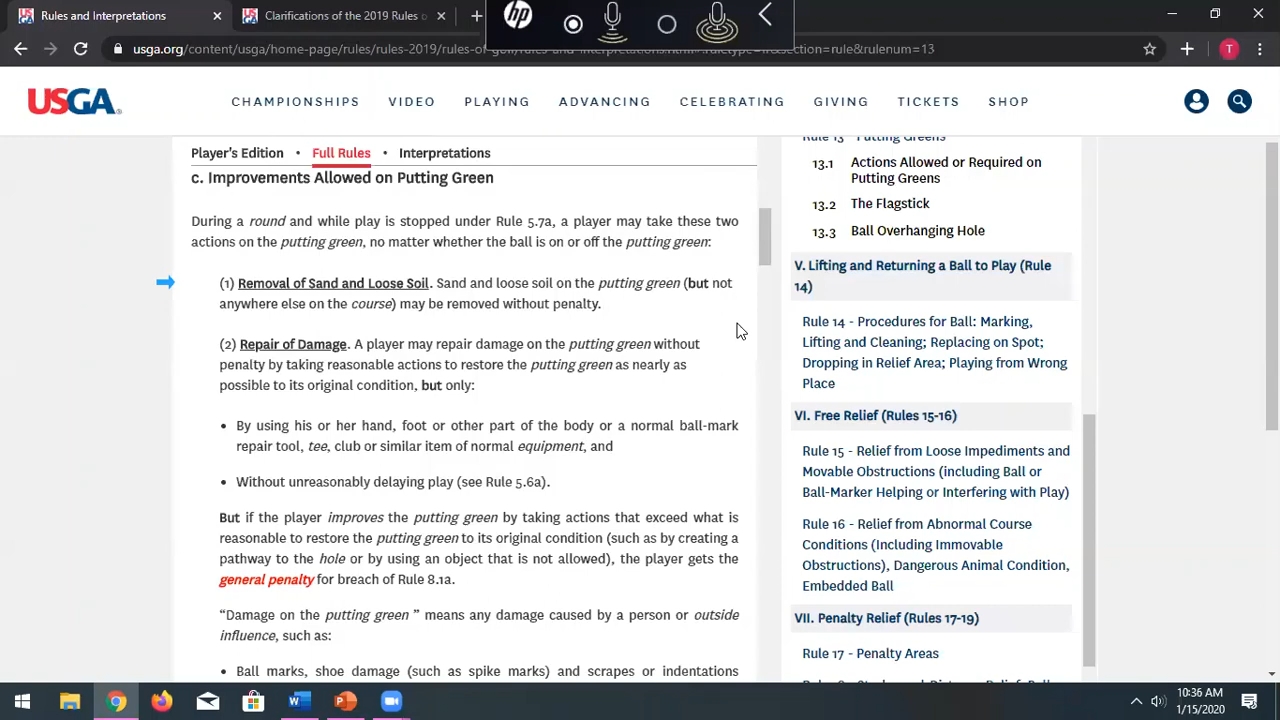 Rules and Interpretations
Clarifications of the 2019 Rules o
hp
usga.org/content/usga/home-page/rules/rules-2019/rules-of-golf/rules-and-interpretations.html
section=rule&rulenum=13
T
USGA
CHAMPIONSHIPS VIDEO PLAYING ADVANCING CELEBRATING GIVING TICKETS SHOP
Player's Edition • Full Rules • Interpretations
c. Improvements Allowed on Putting Green
During a round and while play is stopped under Rule 5.7a, a player may take these two
actions on the putting green, no matter whether the ball is on or off the putting green:
(1) Removal of Sand and Loose Soil. Sand and loose soil on the putting green (but not
anywhere else on the course) may be removed without penalty.
(2) Repair of Damage. A player may repair damage on the putting green without
penalty by taking reasonable actions to restore the putting green as nearly as
possible to its original condition, but only:
• By using his or her hand, foot or other part of the body or a normal ball-mark
repair tool, tee, club or similar item of normal equipment, and
• Without unreasonably delaying play (see Rule 5.6a).
But if the player improves the putting green by taking actions that exceed what is
reasonable to restore the putting green to its original condition (such as by creating a
pathway to the hole or by using an object that is not allowed), the player gets the
general penalty for breach of Rule 8.1a.
“Damage on the putting green ” means any damage caused by a person or outside
influence, such as:
• Ball marks, shoe damage (such as spike marks) and scrapes or indentations
Rule 13 - Putting Greens
13.1 Actions Allowed or Required on
Putting Greens
13.2 The Flagstick
13.3 Ball Overhanging Hole
V. Lifting and Returning a Ball to Play (Rule
14)
Rule 14 - Procedures for Ball: Marking,
Lifting and Cleaning; Replacing on Spot;
Dropping in Relief Area; Playing from Wrong
Place
VI. Free Relief (Rules 15-16)
Rule 15 - Relief from Loose Impediments and
Movable Obstructions (including Ball or
Ball-Marker Helping or Interfering with Play)
Rule 16 - Relief from Abnormal Course
Conditions (Including Immovable
Obstructions), Dangerous Animal Condition,
Embedded Ball
VII. Penalty Relief (Rules 17-19)
Rule 17 - Penalty Areas
10:36 AM
1/15/2020